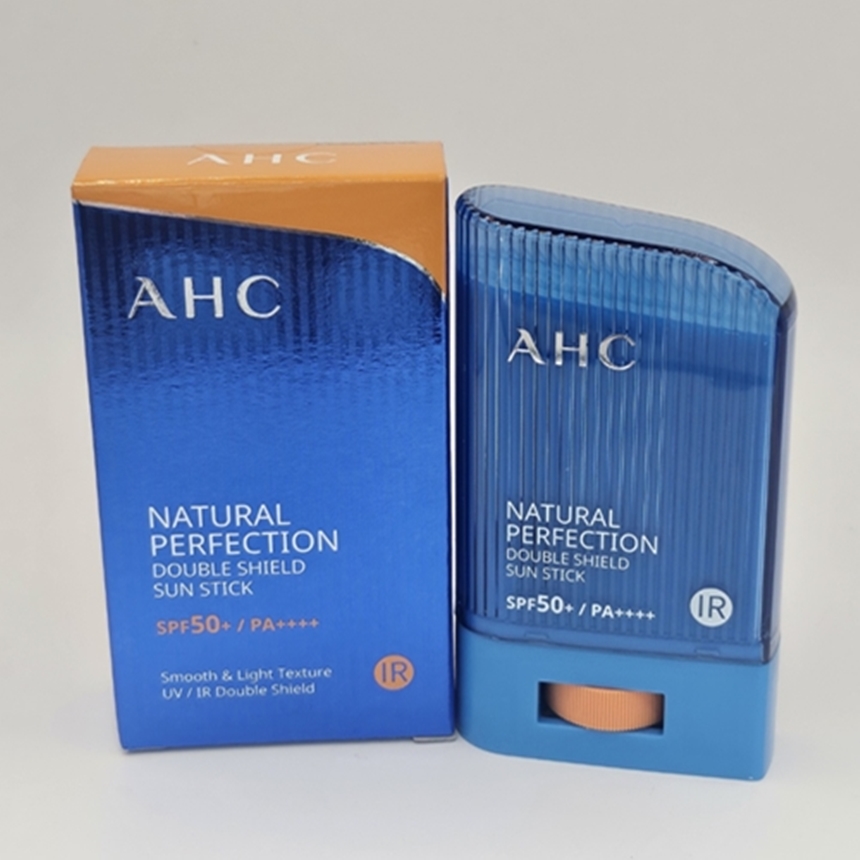 AHC
AHC
NATURAL
PERFECTION
DOUBLE SHIELD
SUN STICK
SPF50+ / PA++++
Smooth & Light Texture
UV / IR Double Shield
IR
AHC
NATURAL
PERFECTION
DOUBLE SHIELD
SUN STICK
SPF50+ / PA++++
IR